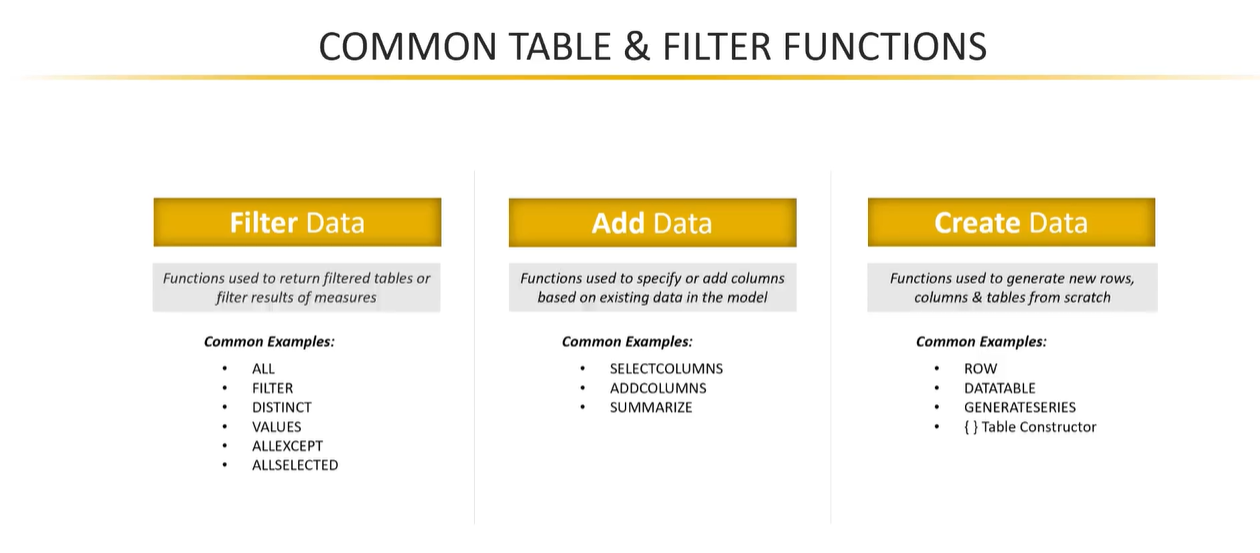 COMMON TABLE & FILTER FUNCTIONS
Filter Data
Functions used to return filtered tables or
filter results of measures
Common Examples:
• ALL
• FILTER
• DISTINCT
• VALUES
• ALLEXCEPT
• ALLSELECTED
Add Data
Functions used to specify or add columns
based on existing data in the model
Common Examples:
• SELECTCOLUMNS
• ADDCOLUMNS
• SUMMARIZE
Create Data
Functions used to generate new rows,
columns & tables from scratch
Common Examples:
• ROW
• DATATABLE
• GENERATESERIES
• { } Table Constructor